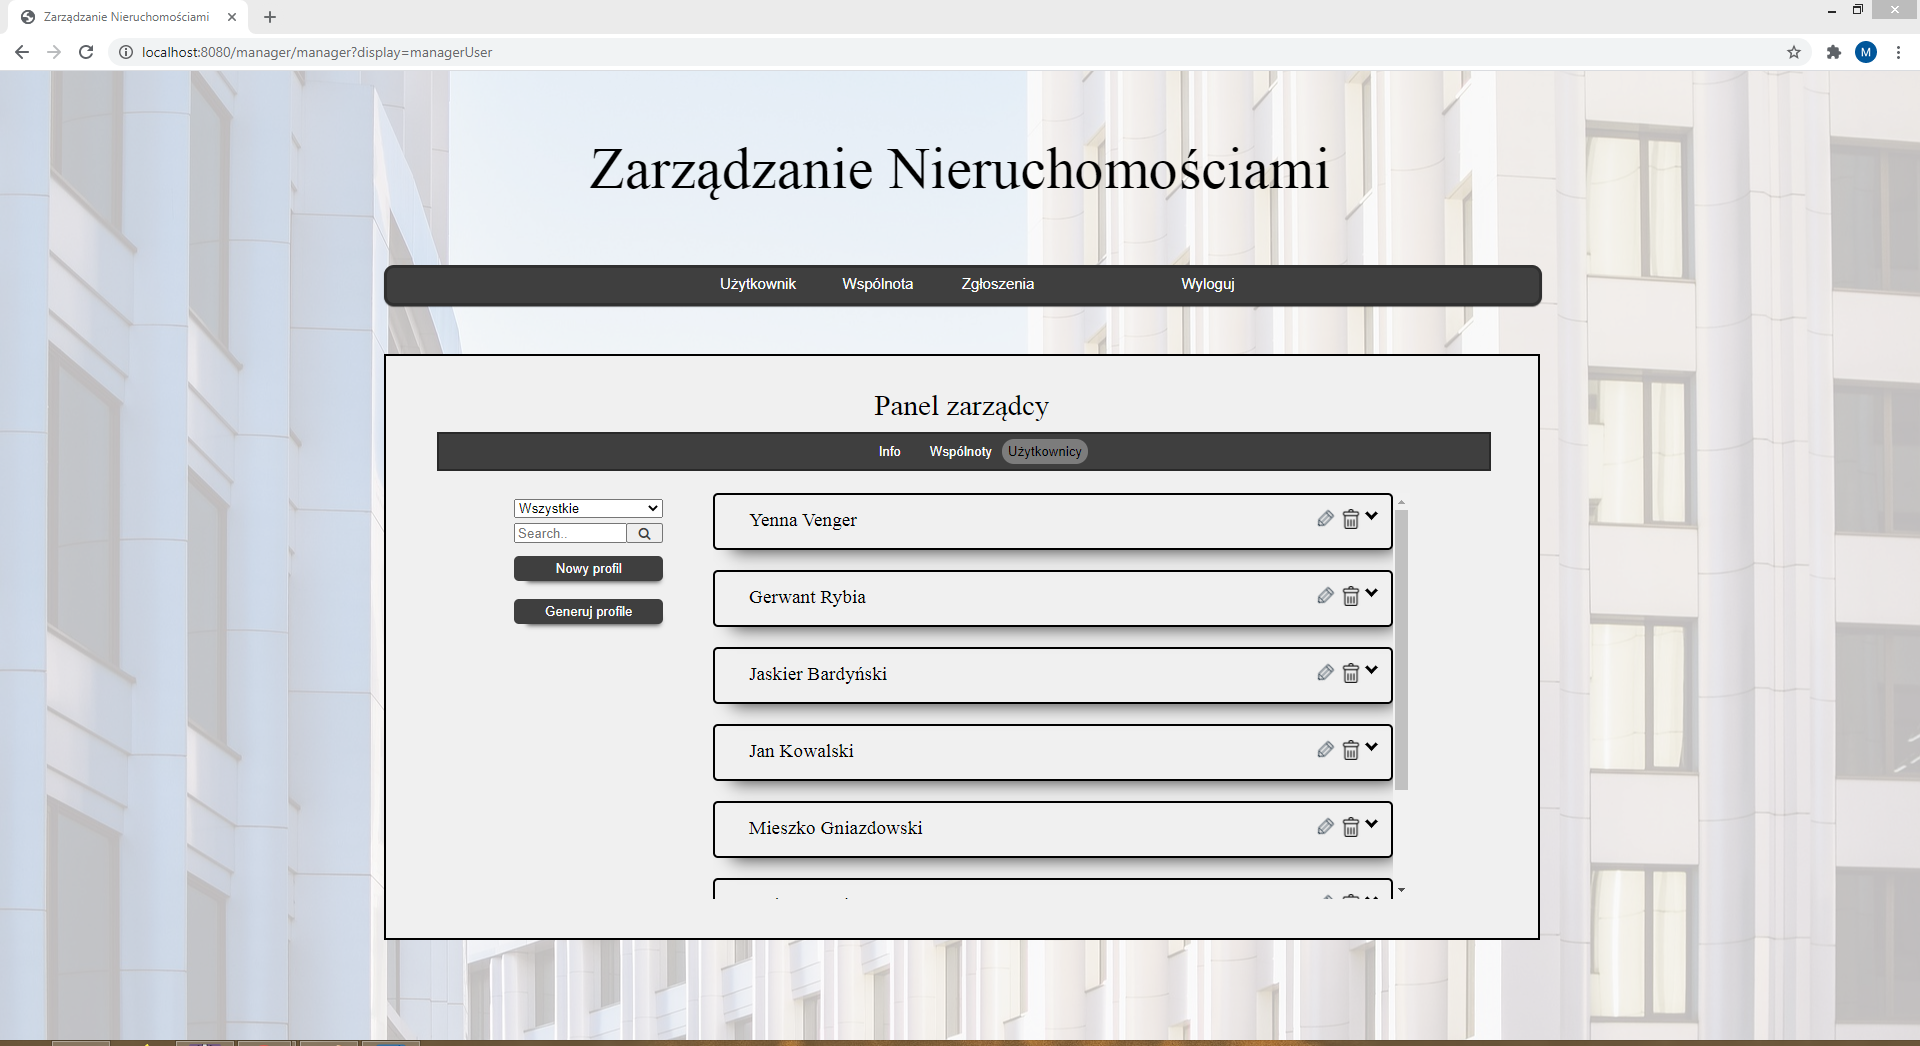 Zarządzanie Nieruchomościami
localhost:8080/manager/manager?display=managerUser
M
Zarządzanie Nieruchomościami
Użytkownik Wspólnota Zgłoszenia Wyloguj
Panel zarządcy
Info Wspólnoty Użytkownicy
Wszystkie
Search..
Nowy profil
Generuj profile
Yenna Venger
Gerwant Rybia
Jaskier Bardyński
Jan Kowalski
Mieszko Gniazdowski